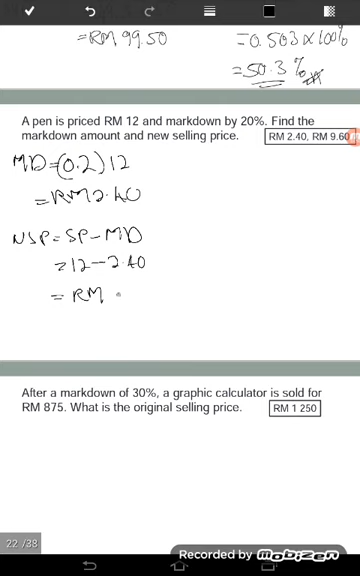 =RM 99.50
=0.503×100%
=50.3%
A pen is priced RM 12 and markdown by 20%. Find the
markdown amount and new selling price.
RM 2.40, RM 9.60
MD=(0.2)12
=RM2.40
NSP=SP-MD
=12-2.40
=RM
After a markdown of 30%, a graphic calculator is sold for
RM 875. What is the original selling price.
RM 1 250
22 /38
Recorded by Mobizen